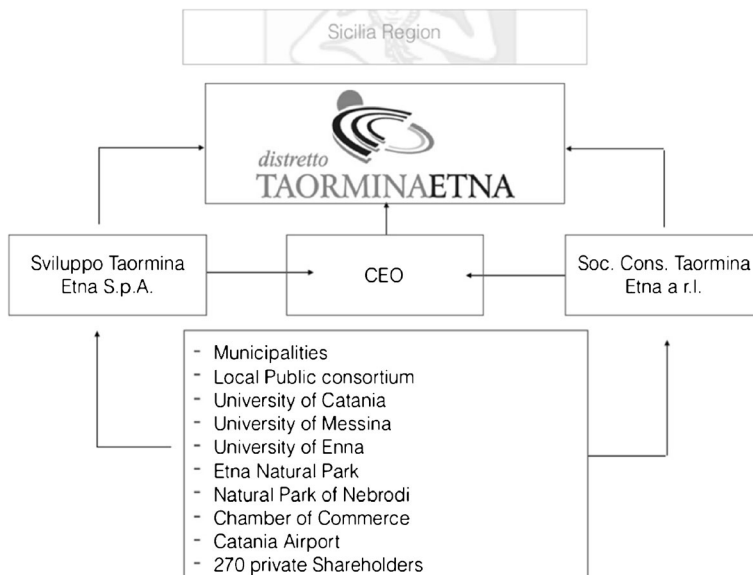 Sicilia Region
distretto
TAORMINAETNA
Sviluppo Taormina
Etna S.p.A.
CEO
Soc. Cons. Taormina
Etna a r.l.
- Municipalities
- Local Public consortium
- University of Catania
- University of Messina
- University of Enna
- Etna Natural Park
- Natural Park of Nebrodi
- Chamber of Commerce
- Catania Airport
- 270 private Shareholders